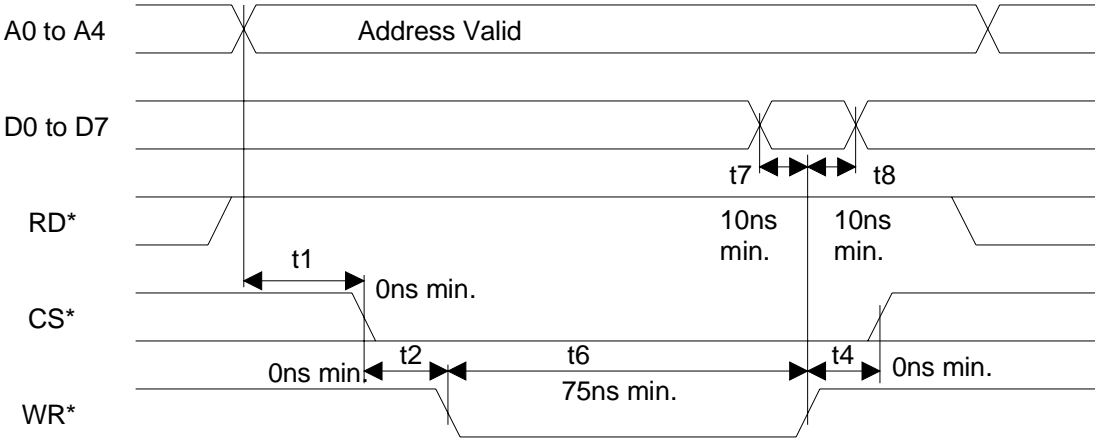 A0 to A4
Address Valid
D0 to D7
t7
t8
RD*
10ns
min.
10ns
min.
t1
0ns min.
CS*
t2
t6
t4
0ns min.
75ns min.
0ns min.
WR*